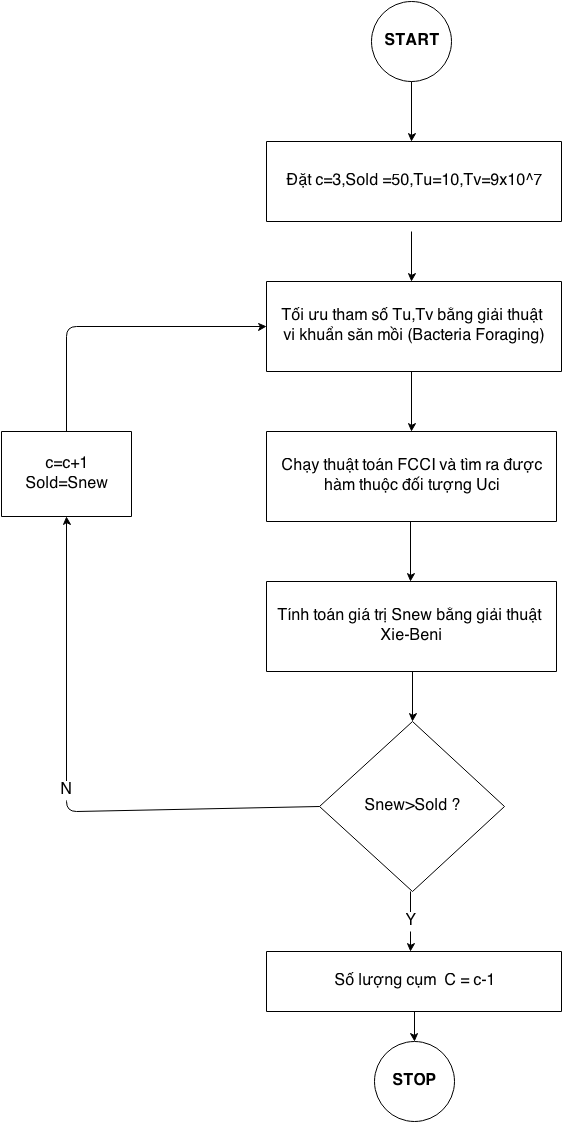 START
Đặt c=3,Sold =50,Tu=10,Tv=9x10^7
Tối ưu tham số Tu,Tv bằng giải thuật
vi khuẩn săn mồi (Bacteria Foraging)
c=c+1
Sold=Snew
Chạy thuật toán FCCI và tìm ra được
hàm thuộc đối tượng Uci
Tính toán giá trị Snew bằng giải thuật
Xie-Beni
N
Snew>Sold ?
Y
Số lượng cụm C = c-1
STOP